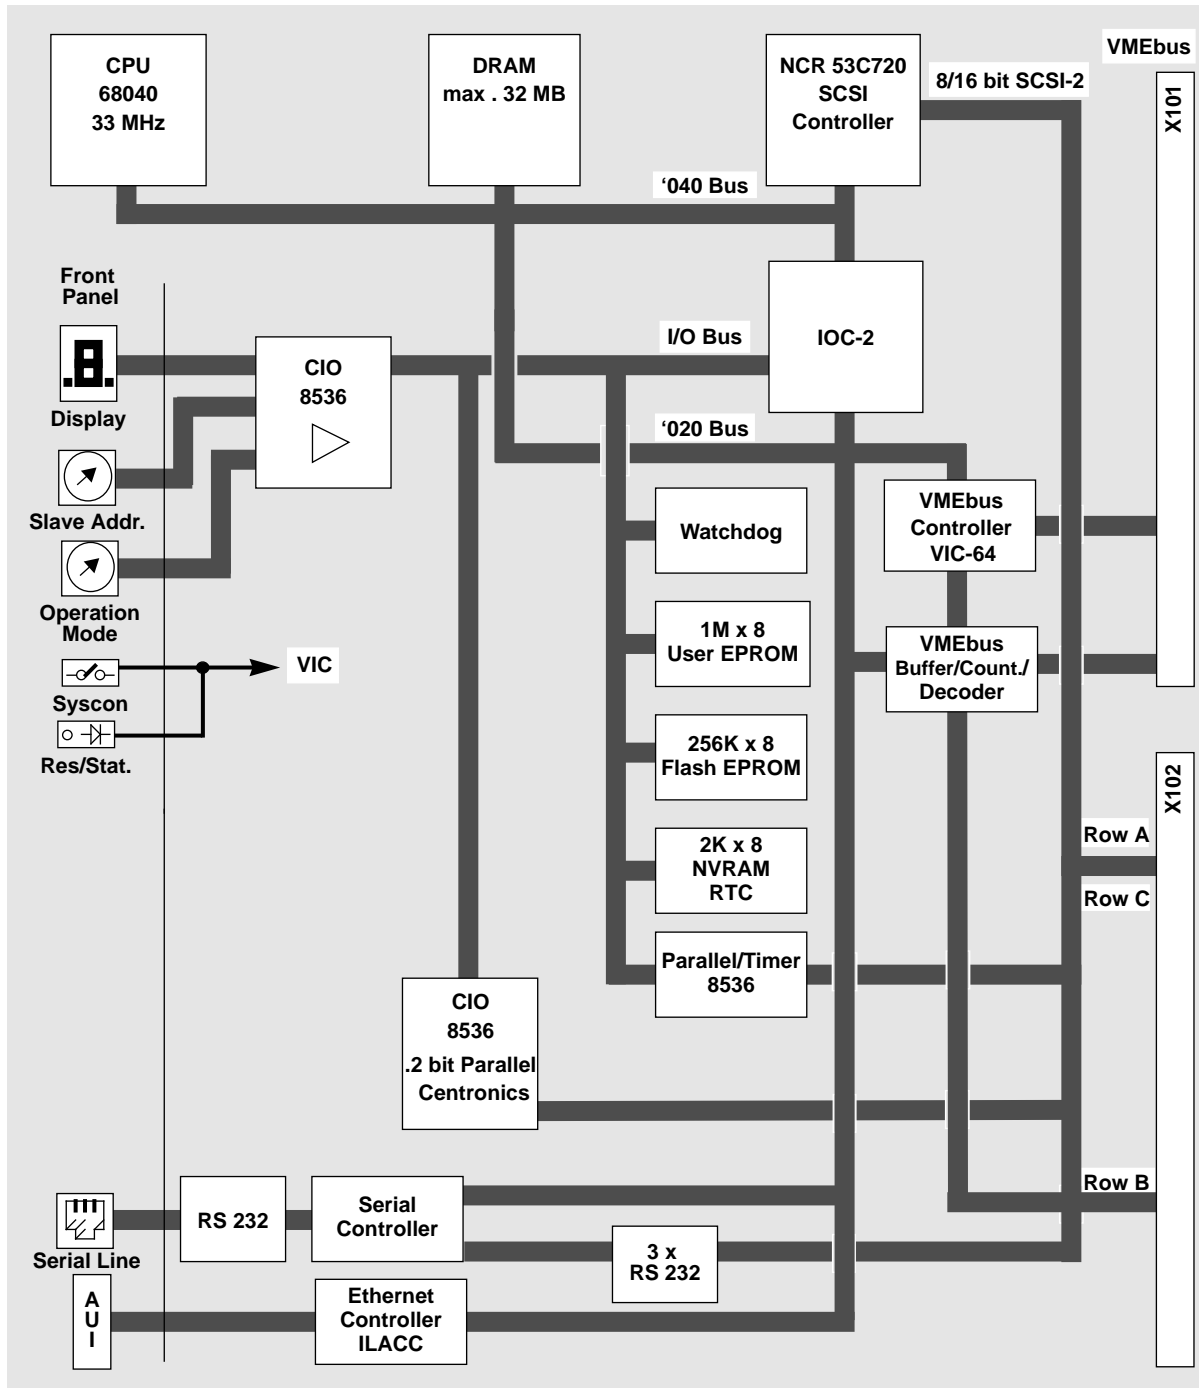 CPU
68040
33 MHz
DRAM
max . 32 MB
NCR 53C720
SCSI
Controller
8/16 bit SCSI-2
VMEbus
X101
‘040 Bus
Front
Panel
Display
CIO
8536
I/O Bus
IOC-2
‘020 Bus
Slave Addr.
Operation
Mode
Syscon
Res/Stat.
VIC
Watchdog
VMEbus
Controller
VIC-64
1M x 8
User EPROM
VMEbus
Buffer/Count./
Decoder
256K x 8
Flash EPROM
2K x 8
NVRAM
RTC
X102
Row A
Row C
Parallel/Timer
8536
CIO
8536
.2 bit Parallel
Centronics
Row B
Serial Line
RS 232
Serial
Controller
3 x
RS 232
A
U
I
Ethernet
Controller
ILACC
.8.